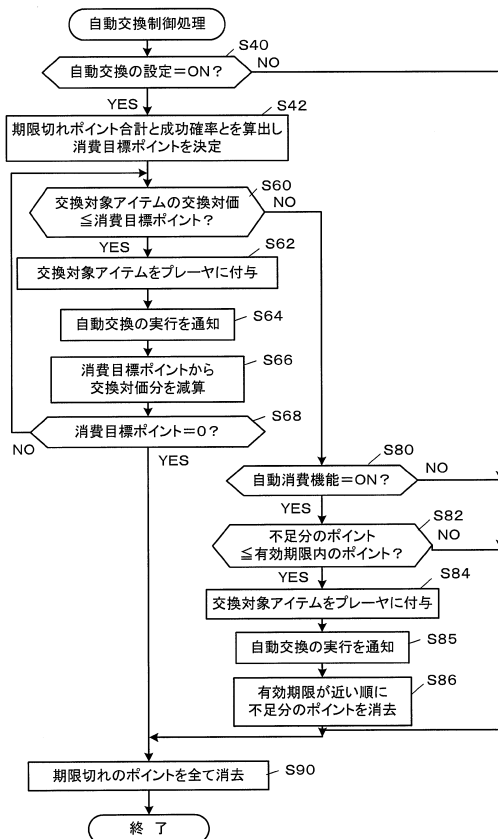 自動交換制御処理
S40
自動交換の設定=ON?
NO
YES
S42
期限切れポイント合計と成功確率とを算出し
消費目標ポイントを決定
S60
交換対象アイテムの交換対価
≦消費目標ポイント?
NO
YES
S62
交換対象アイテムをプレーヤに付与
S64
自動交換の実行を通知
S66
消費目標ポイントから
交換対価分を減算
S68
消費目標ポイント=0?
NO
YES
S80
自動消費機能=ON?
NO
YES
S82
不足分のポイント
≦有効期限内のポイント?
NO
YES
S84
交換対象アイテムをプレーヤに付与
S85
自動交換の実行を通知
S86
有効期限が近い順に
不足分のポイントを消去
S90
期限切れのポイントを全て消去
終 了